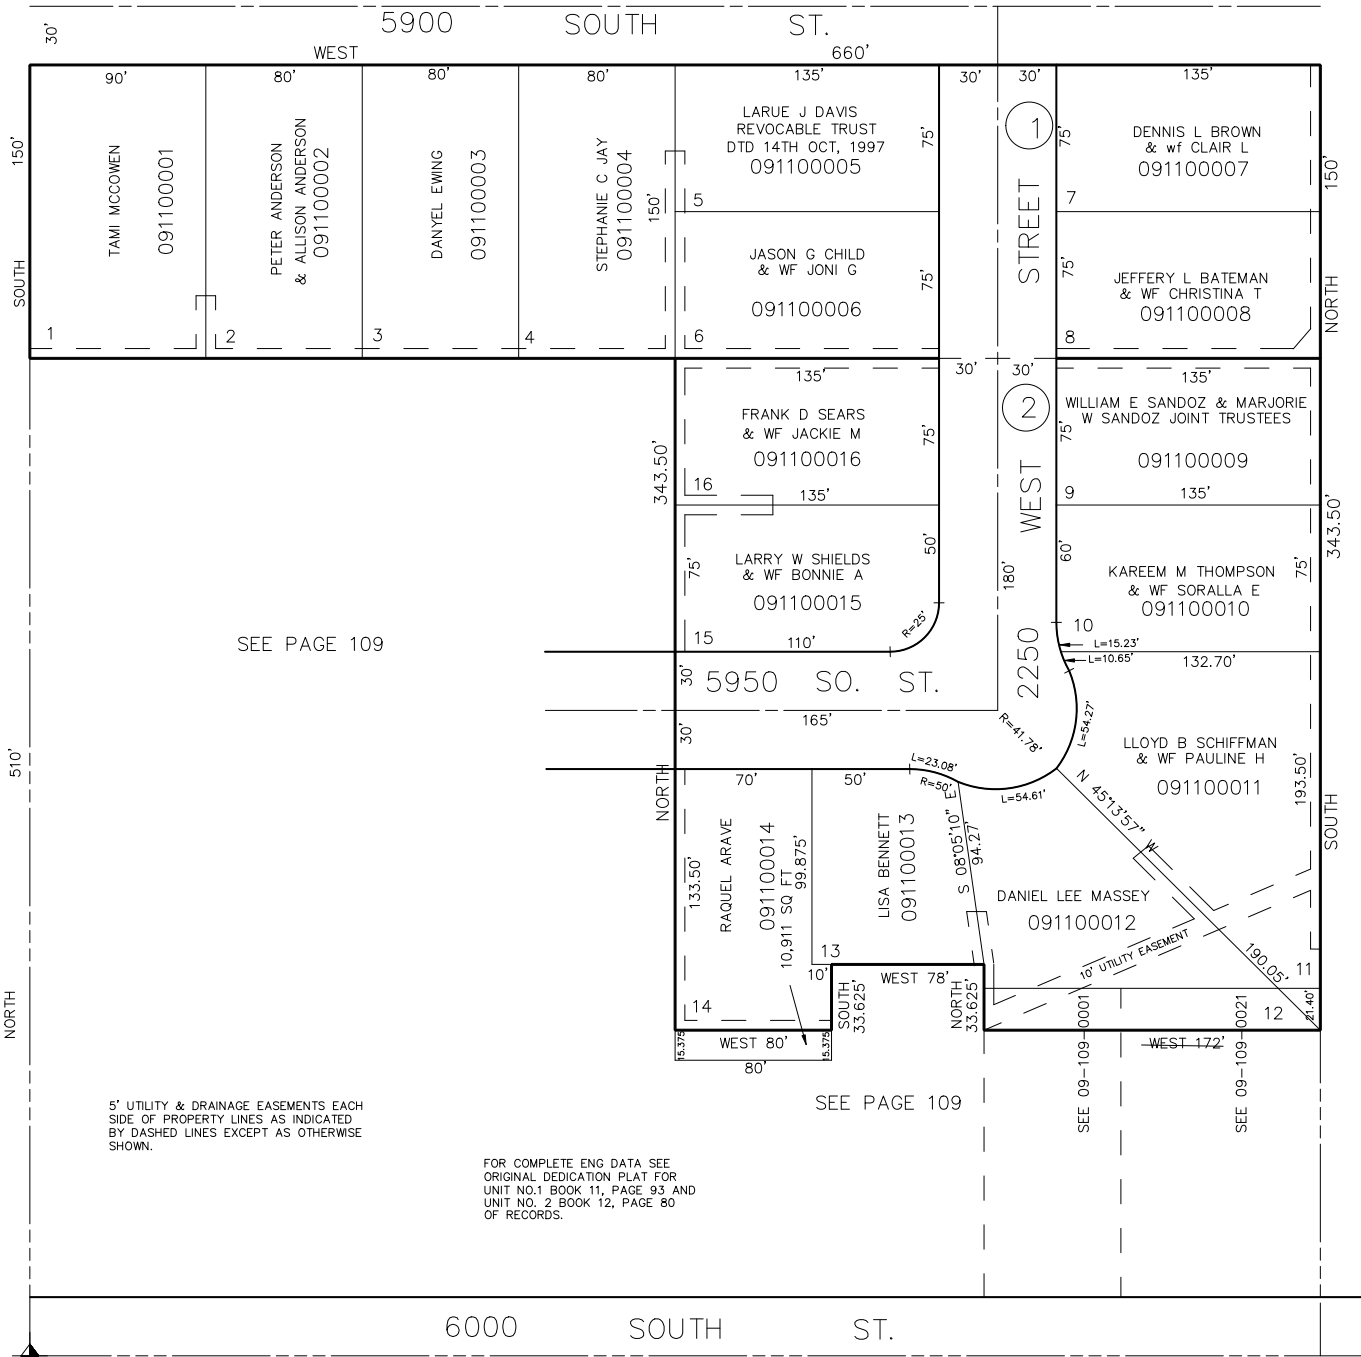 5900 SOUTH ST.
30'
WEST
660'
90'
80'
80'
80'
135'
30'
30'
135'
150'
SOUTH
TAMI MCCOWEN
091100001
1
PETER ANDERSON
& ALLISON ANDERSON
091100002
2
DANYEL EWING
091100003
3
STEPHANIE C JAY
091100004
4
150'
LARUE J DAVIS
REVOCABLE TRUST
DTD 14TH OCT, 1997
091100005
75'
5
JASON G CHILD
& WF JONI G
091100006
75'
6
1
STREET
75'
DENNIS L BROWN
& wf CLAIR L
091100007
150'
7
75'
JEFFERY L BATEMAN
& WF CHRISTINA T
091100008
NORTH
8
135'
30'
30'
135'
2
FRANK D SEARS
& WF JACKIE M
091100016
75'
343.50'
16
135'
WEST
75'
WILLIAM E SANDOZ & MARJORIE
W SANDOZ JOINT TRUSTEES
091100009
9
135'
343.50'
LARRY W SHIELDS
& WF BONNIE A
091100015
75'
50'
R=25'
15
110'
180'
60'
KAREEM M THOMPSON
& WF SORALLA E
091100010
75'
10
L=15.23'
L=10.65'
132.70'
SEE PAGE 109
30'
5950 SO. ST.
2250
165'
30'
R=41.78'
L=54.27'
LLOYD B SCHIFFMAN
& WF PAULINE H
091100011
193.50'
510'
NORTH
70'
50'
L=23.08'
R=50'
L=54.61'
N 45°13'57" W
SOUTH
RAQUEL ARAVE
091100014
10,911 SQ FT
99.875'
133.50'
LISA BENNETT
091100013
S 08°05'10" E
94.27'
DANIEL LEE MASSEY
091100012
10' UTILITY EASEMENT
190.05'
11
13
10'
WEST 78'
SOUTH
33.625'
NORTH
33.625'
NORTH
14
12
21.40'
WEST 80'
15.375
15.375
80'
WEST 172'
SEE 09-109-0001
SEE 09-109-0021
SEE PAGE 109
5' UTILITY & DRAINAGE EASEMENTS EACH
SIDE OF PROPERTY LINES AS INDICATED
BY DASHED LINES EXCEPT AS OTHERWISE
SHOWN.
FOR COMPLETE ENG DATA SEE
ORIGINAL DEDICATION PLAT FOR
UNIT NO.1 BOOK 11, PAGE 93 AND
UNIT NO. 2 BOOK 12, PAGE 80
OF RECORDS.
6000 SOUTH ST.